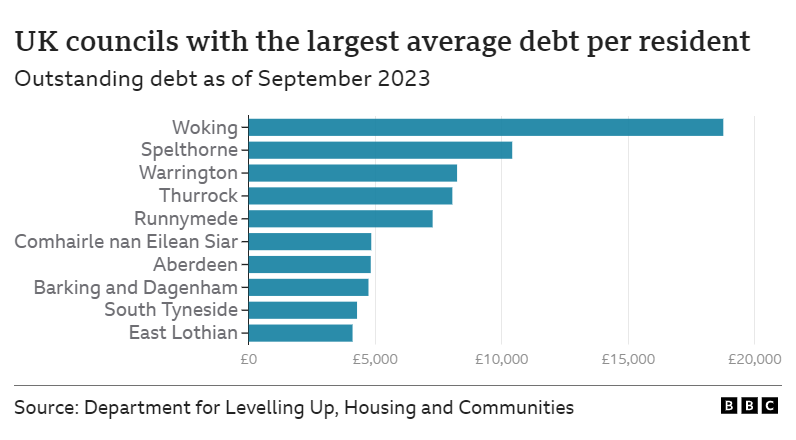 UK councils with the largest average debt per resident
Outstanding debt as of September 2023
Woking
Spelthorne
Warrington
Thurrock
Runnymede
Comhairle nan Eilean Siar
Aberdeen
Barking and Dagenham
South Tyneside
East Lothian
£0 £5,000 £10,000 £15,000 £20,000
Source: Department for Levelling Up, Housing and Communities
BBC